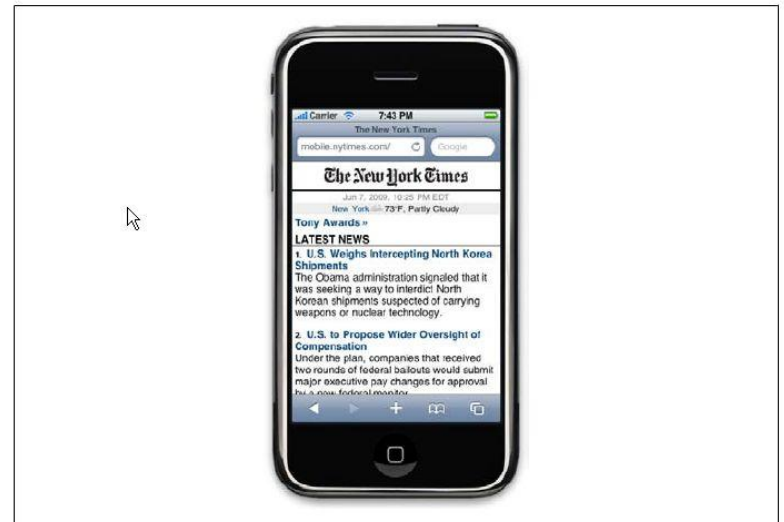 Carrier 7:43 PM
The New York Times
mobile.nytimes.com/ Google
The New York Times
Jun 7, 2009, 10:25 PM EDT
New York 73°F, Partly Cloudy
Tony Awards »
LATEST NEWS
1. U.S. Weighs Intercepting North Korea
Shipments
The Obama administration signaled that it
was seeking a way to interdict North
Korean shipments suspected of carrying
weapons or nuclear technology.
2. U.S. to Propose Wider Oversight of
Compensation
Under the plan, companies that received
two rounds of federal bailouts would submit
major executive pay changes for approval
by a new federal monitor